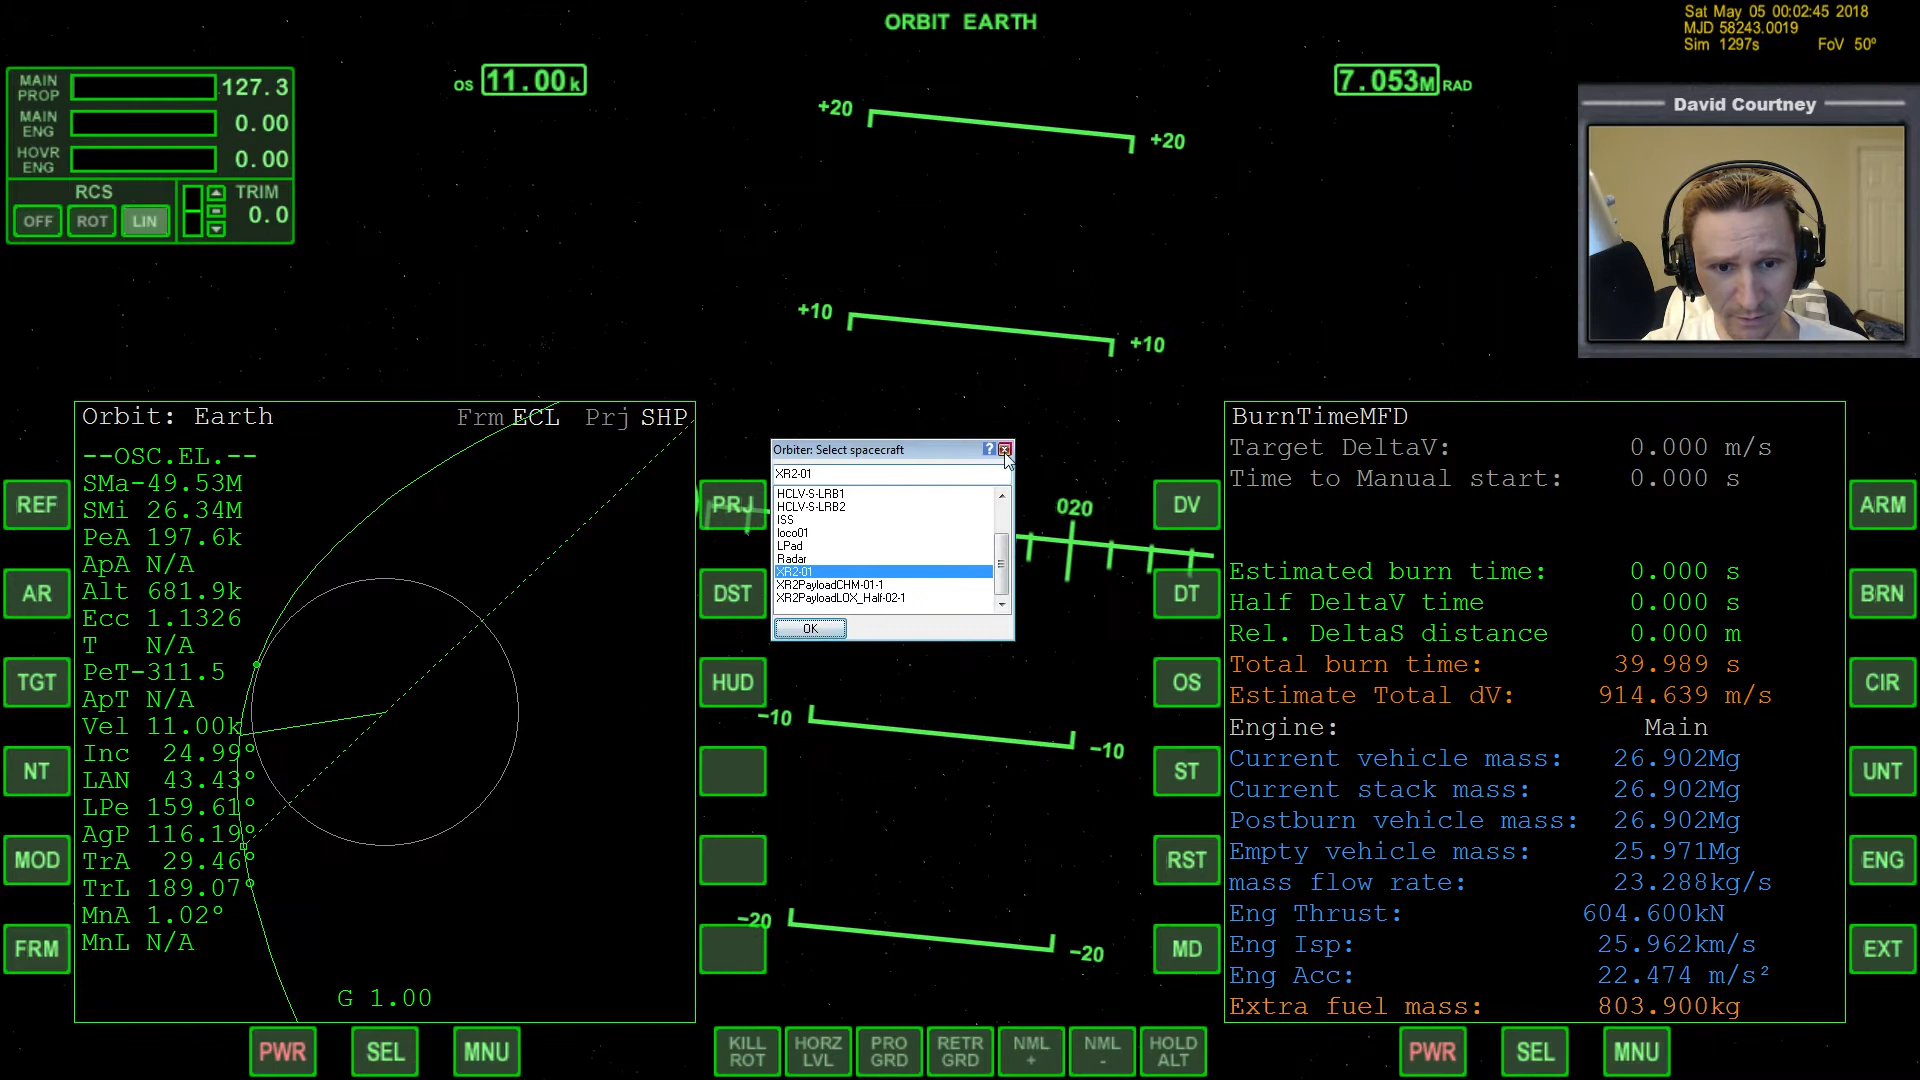 ORBIT EARTH
Sat May 05 00:02:45 2018
MJD 58243.0019
Sim 1297s FoV 50°
MAIN PROP 127.3
MAIN ENG 0.00
HOVR ENG 0.00
RCS TRIM
OFF ROT LIN 0.0
OS 11.00k
7.053M RAD
David Courtney
+20 +20
+10 +10
020
-10 -10
-20 -20
Orbit: Earth Frm ECL Prj SHP
--OSC.EL.--
SMa-49.53M
SMi 26.34M
PeA 197.6k
ApA N/A
Alt 681.9k
Ecc 1.1326
T N/A
PeT-311.5
ApT N/A
Vel 11.00k
Inc 24.99°
LAN 43.43°
LPe 159.61°
AgP 116.19°
TrA 29.46°
TrL 189.07°
MnA 1.02°
MnL N/A
G 1.00
REF
AR
TGT
NT
MOD
FRM
PRJ
DST
HUD
PWR SEL MNU
Orbiter: Select spacecraft ?
XR2-01
HCLV-S-LRB1
HCLV-S-LRB2
ISS
loco01
LPad
Radar
XR2-01
XR2PayloadCHM-01-1
XR2PayloadLOX_Half-02-1
OK
KILL ROT
HORZ LVL
PRO GRD
RETR GRD
NML +
NML -
HOLD ALT
DV
DT
OS
ST
RST
MD
BurnTimeMFD
Target DeltaV: 0.000 m/s
Time to Manual start: 0.000 s
Estimated burn time: 0.000 s
Half DeltaV time 0.000 s
Rel. DeltaS distance 0.000 m
Total burn time: 39.989 s
Estimate Total dV: 914.639 m/s
Engine: Main
Current vehicle mass: 26.902Mg
Current stack mass: 26.902Mg
Postburn vehicle mass: 26.902Mg
Empty vehicle mass: 25.971Mg
mass flow rate: 23.288kg/s
Eng Thrust: 604.600kN
Eng Isp: 25.962km/s
Eng Acc: 22.474 m/s²
Extra fuel mass: 803.900kg
ARM
BRN
CIR
UNT
ENG
EXT
PWR SEL MNU